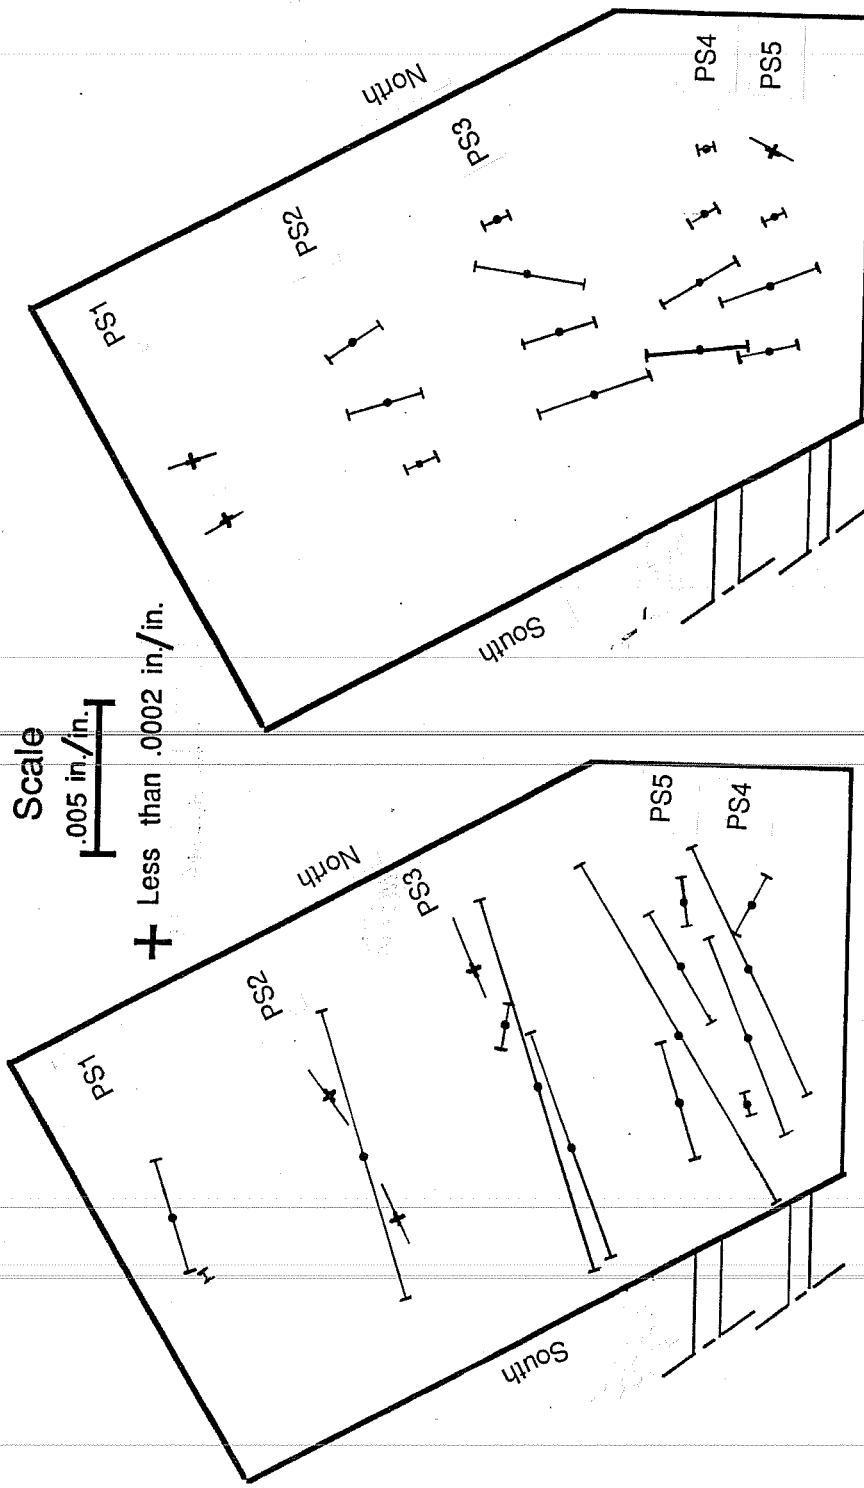 North
PS1
PS2
PS3
PS4
PS5
South
Scale
.005 in./in.
+ Less than .0002 in./in.
North
PS1
PS2
PS3
PS5
PS4
South